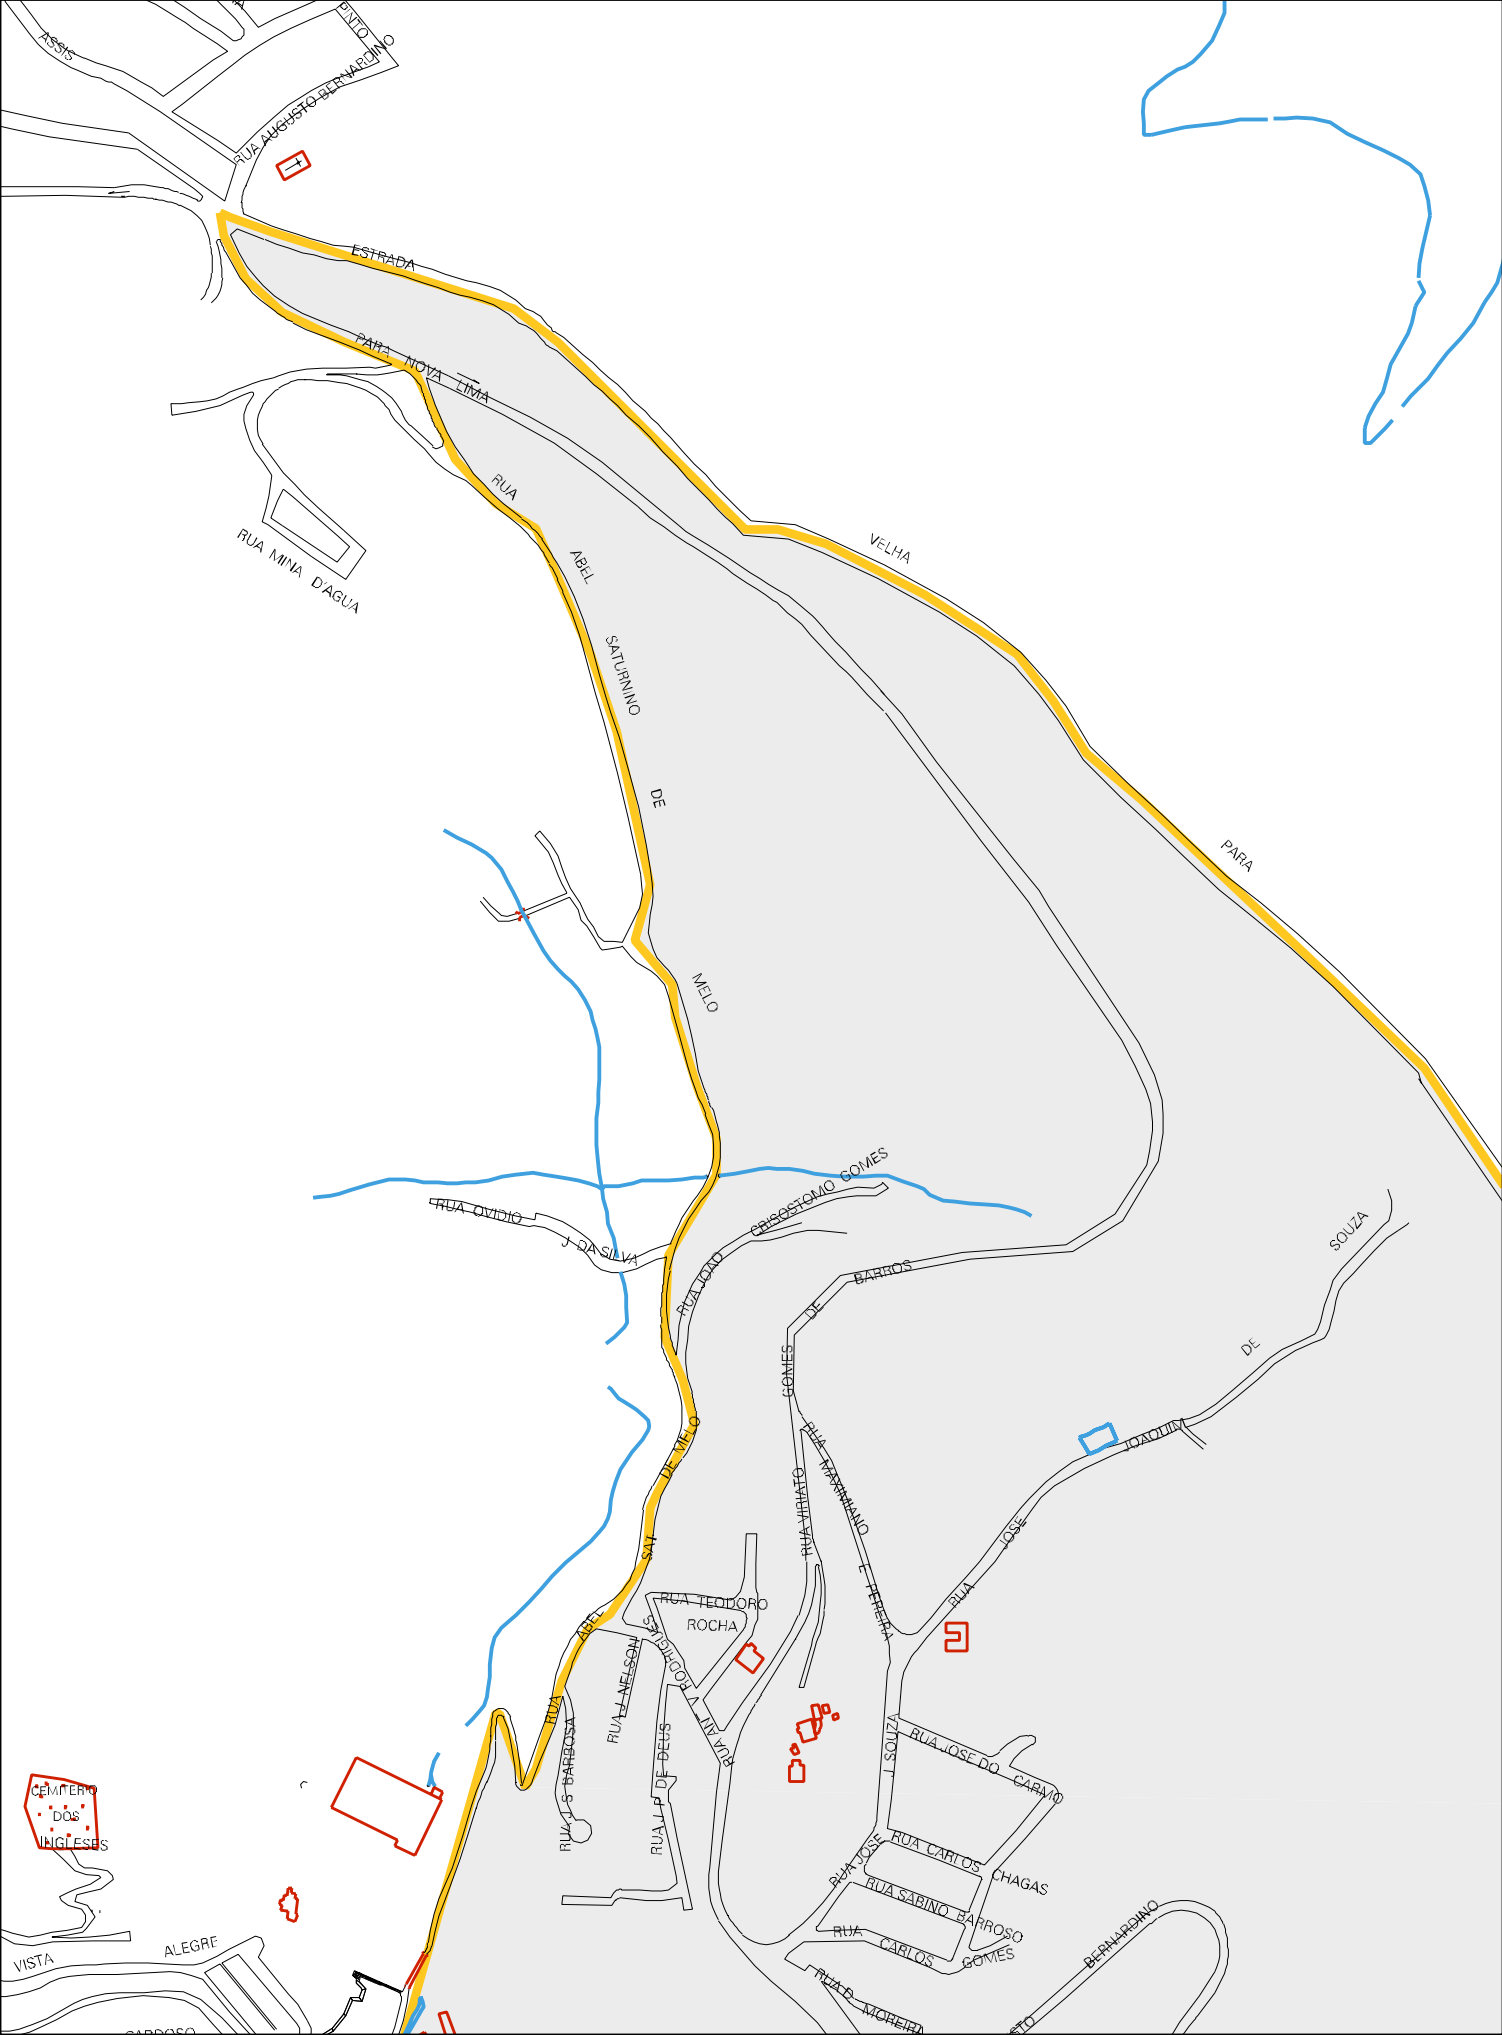 ASSIS
PINTO
RUA AUGUSTO BERNARDINO
ESTRADA
PARA NOVA LIMA
RUA
RUA MINA D'AGUA
ABEL
VELHA
SATURNINO
DE
PARA
MELO
CRISOSTOMO GOMES
RUA OVIDIO
J. DA SILVA
RUA JOAO
SOUZA
DE
BARROS
DE
GOMES
DE MELO
RUA
JOAQUIM
MAXIMIANO
RUA VIRIATO
JOSE
SAT
E PEREIRA
RUA
RUA TEODORO
ROCHA
ABEL
V RODRIGUES
RUA J NELSON
RUA
RUA AN
RUA J S BARBOSA
RUA J P DE DEUS
J SOUZA
RUA JOSE DO CARMO
CEMITERIO
DOS
INGLESES
RUA JOSE
RUA CARLOS CHAGAS
RUA SABINO BARROSO
RUA CARLOS GOMES
BERNARDINO
VISTA ALEGRE
RUA D. MOREIRA
CARDOSO